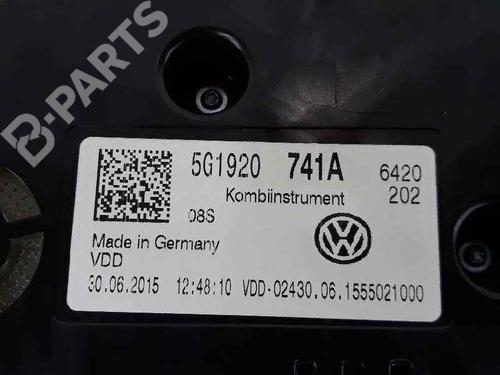 B-PARTS
5G1920 741A 6420
Kombiinstrument 202
08S
Made in Germany
VDD
30.06.2015 12:48:10 VDD-02430.06.1555021000